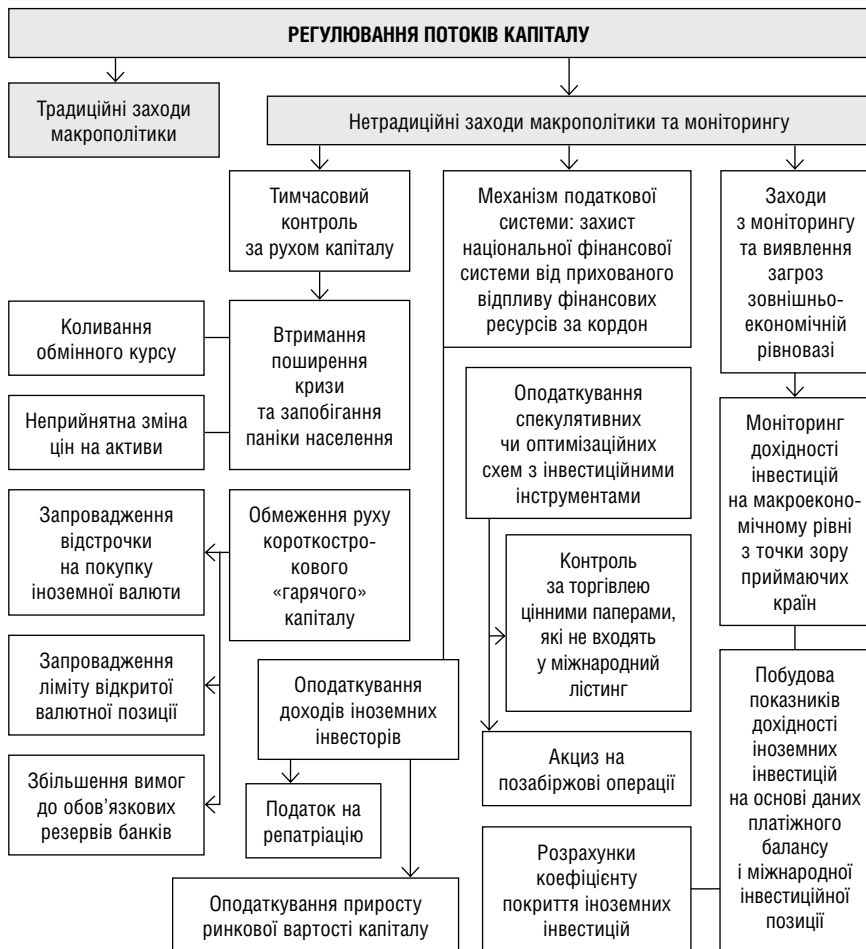 РЕГУЛЮВАННЯ ПОТОКІВ КАПІТАЛУ
Традиційні заходи
макрополітики
Нетрадиційні заходи макрополітики та моніторингу
Тимчасовий
контроль
за рухом капіталу
Механізм податкової
системи: захист
національної фінансової
системи від прихованого
відпливу фінансових
ресурсів за кордон
Заходи
з моніторингу
та виявлення
загроз
зовнішньо-
економічній
рівновазі
Коливання
обмінного курсу
Неприйнятна зміна
цін на активи
Втримання
поширення
кризи
та запобігання
паніки населення
Оподаткування
спекулятивних
чи оптимізаційних
схем з інвестиційними
інструментами
Моніторинг
дохідності
інвестицій
на макроеконо-
мічному рівні
з точки зору
приймаючих
країн
Запровадження
відстрочки
на покупку
іноземної валюти
Обмеження руху
короткостро-
кового
«гарячого»
капіталу
Контроль
за торгівлею
цінними паперами,
які не входять
у міжнародний
лістинг
Запровадження
ліміту відкритої
валютної позиції
Оподаткування
доходів іноземних
інвесторів
Побудова
показників
дохідності
іноземних
інвестицій
на основі даних
платіжного
балансу
і міжнародної
інвестиційної
позиції
Акциз на
позабіржові операції
Збільшення вимог
до обов’язкових
резервів банків
Податок на
репатріацію
Розрахунки
коефіцієнту
покриття іноземних
інвестицій
Оподаткування приросту
ринкової вартості капіталу